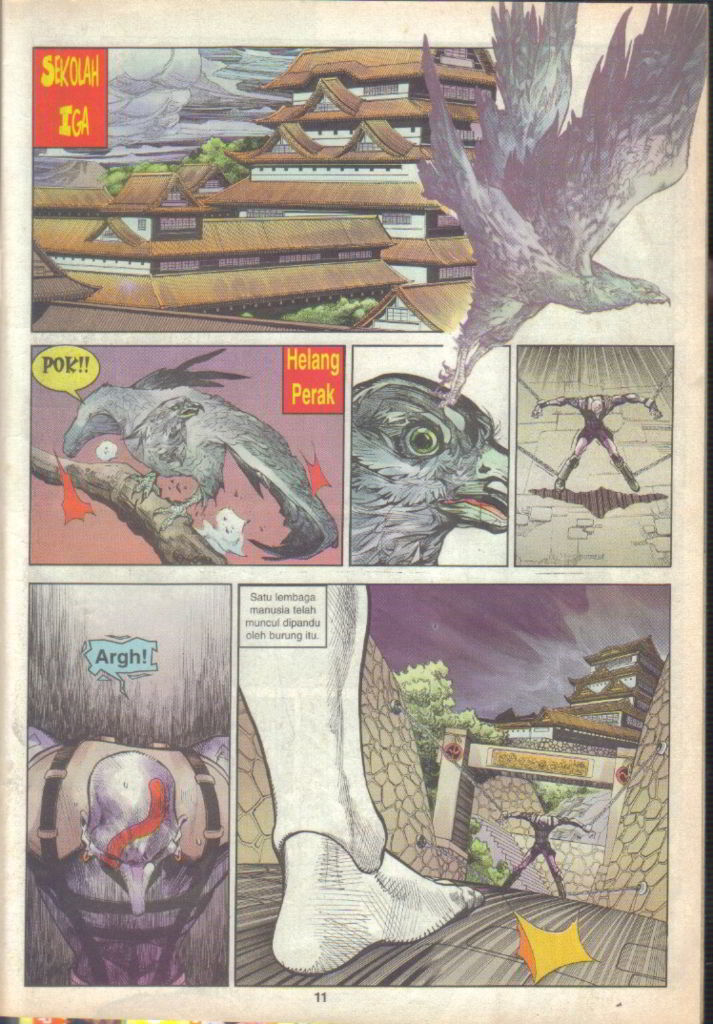 SEKOLAH
IGA
POK!!
Helang
Perak
Argh!
Satu lembaga
manusia telah
muncul dipandu
oleh burung itu.
11